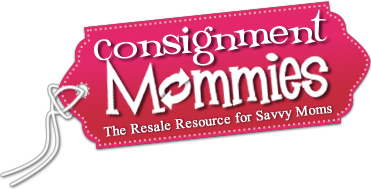 Consignment
Mommies
The Resale Resource for Savvy Moms